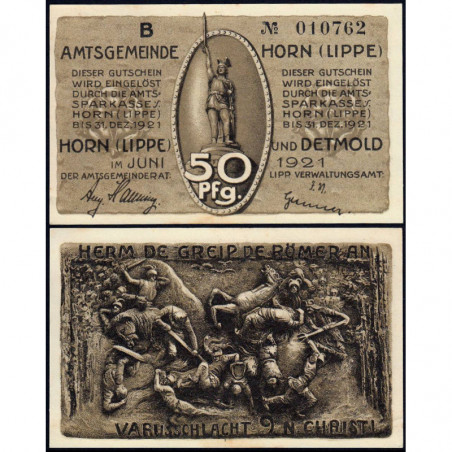 B № 010762
AMTSGEMEINDE HORN (LIPPE)
DIESER GUTSCHEIN
WIRD EINGELÖST
DURCH DIE AMTS-
SPARKASSE
HORN (LIPPE)
BIS 31. DEZ. 1921
DIESER GUTSCHEIN
WIRD EINGELÖST
DURCH DIE AMTS-
SPARKASSE
HORN (LIPPE)
BIS 31. DEZ. 1921
HORN (LIPPE) UND DETMOLD
IM JUNI 1921
DER AMTSGEMEINDERAT
LIPP. VERWALTUNGSAMT
50
Pfg.
HERM DE GREIP DE RÖMER AN
VARUSSCHLACHT 9 N. CHRISTI